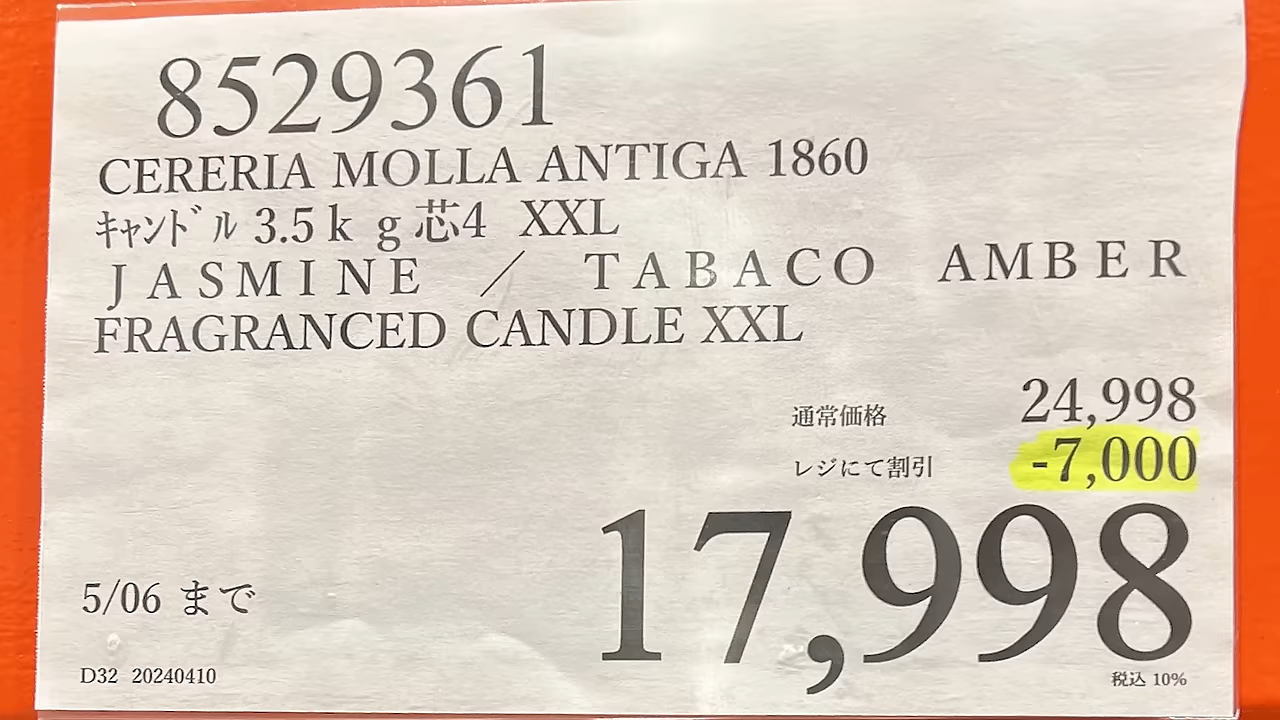 8529361
CERERIA MOLLA ANTIGA 1860
ｷｬﾝﾄﾞﾙ 3.5ｋｇ芯4 XXL
ＪＡＳＭＩＮＥ ／ ＴＡＢＡＣＯ ＡＭＢＥＲ
FRAGRANCED CANDLE XXL
通常価格 24,998
レジにて割引 -7,000
17,998
5/06 まで
D32 20240410 税込 10%